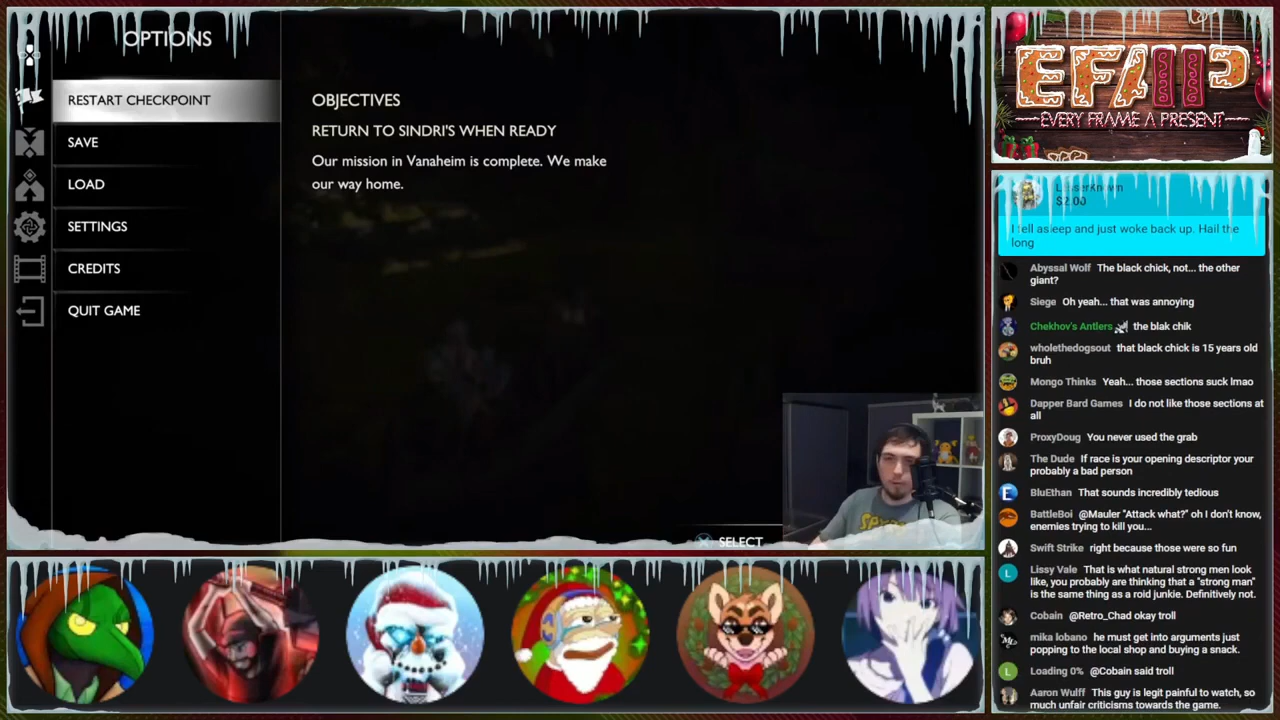 OPTIONS
RESTART CHECKPOINT
SAVE
LOAD
SETTINGS
CREDITS
QUIT GAME
OBJECTIVES
RETURN TO SINDRI'S WHEN READY
Our mission in Vanaheim is complete. We make
our way home.
SELECT
EFAP
EVERY FRAME A PRESENT
LesserKnown
$2.00
I fell asleep and just woke back up. Hail the
long
Abyssal Wolf The black chick, not... the other
giant?
Siege Oh yeah... that was annoying
Chekhov's Antlers the blak chik
wholethedogsout that black chick is 15 years old
bruh
Mongo Thinks Yeah... those sections suck lmao
Dapper Bard Games I do not like those sections at
all
ProxyDoug You never used the grab
The Dude If race is your opening descriptor your
probably a bad person
BluEthan That sounds incredibly tedious
BattleBoi @Mauler "Attack what?" oh I don't know,
enemies trying to kill you...
Swift Strike right because those were so fun
Lissy Vale That is what natural strong men look
like, you probably are thinking that a "strong man"
is the same thing as a roid junkie. Definitively not.
Cobain @Retro_Chad okay troll
mika lobano he must get into arguments just
popping to the local shop and buying a snack.
Loading 0% @Cobain said troll
Aaron Wulff This guy is legit painful to watch, so
much unfair criticisms towards the game.